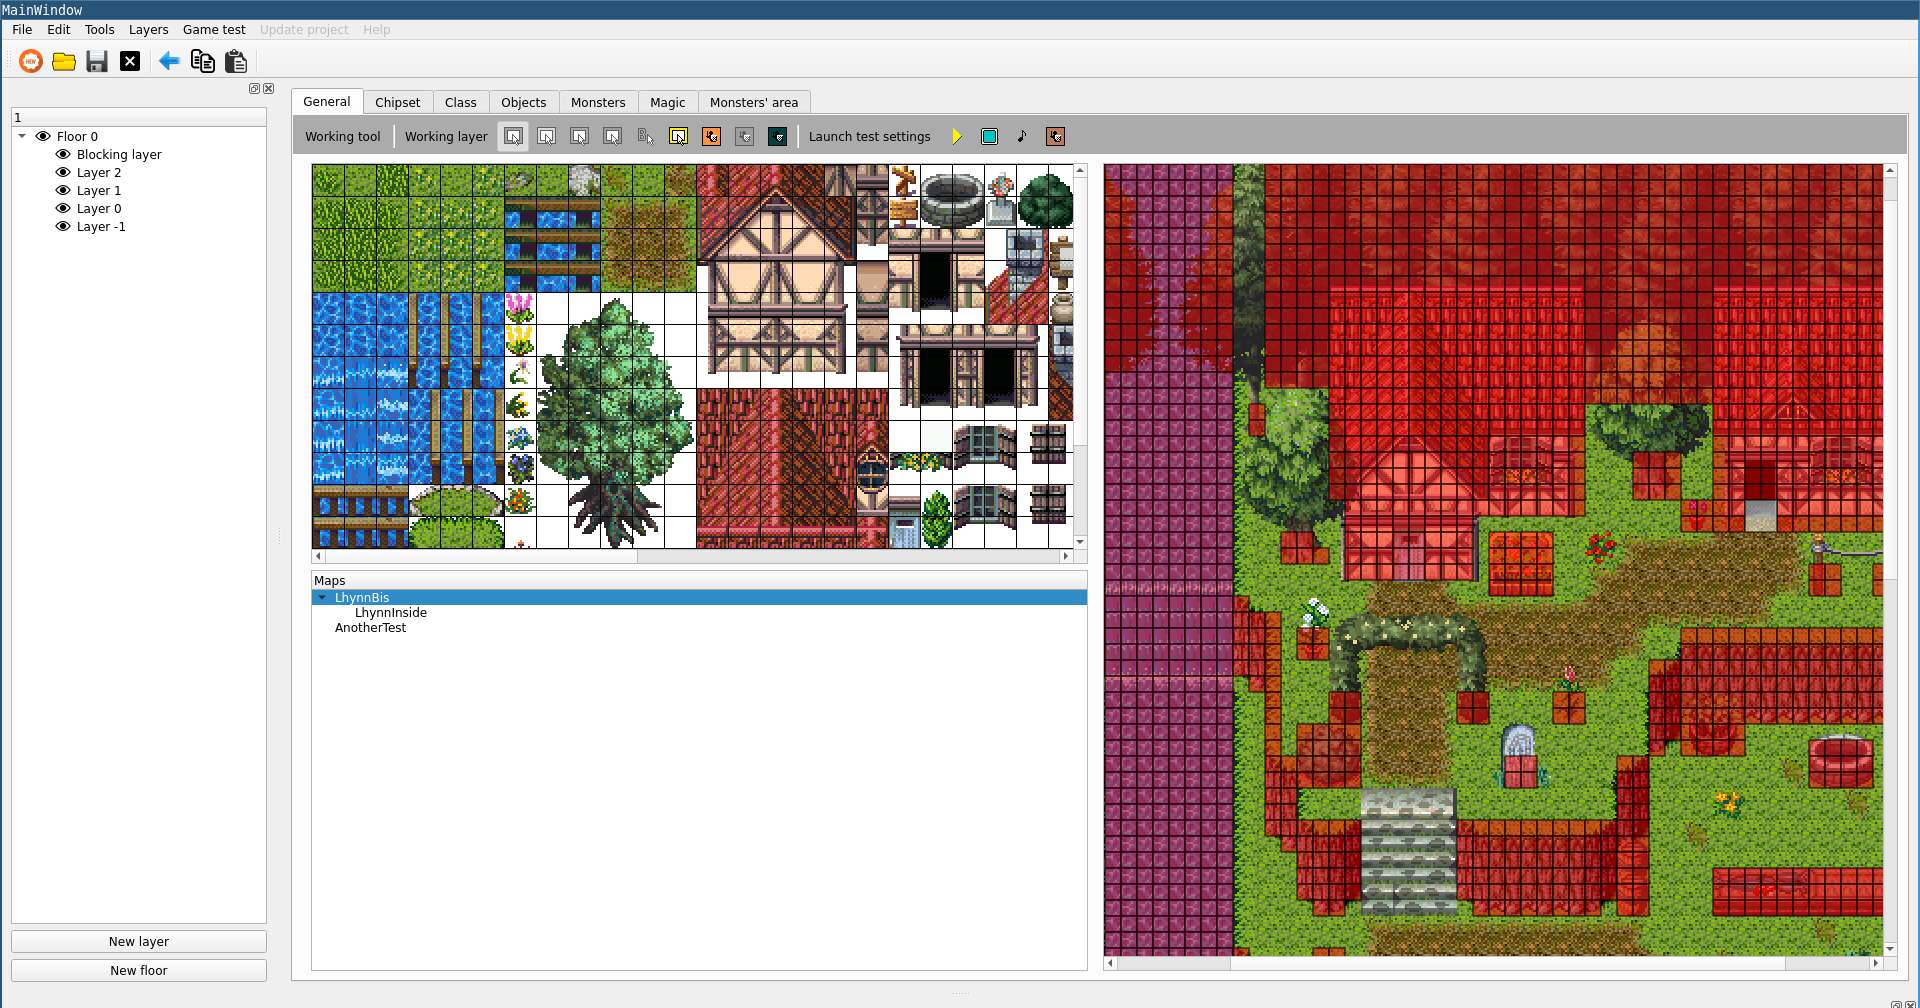 MainWindow
File Edit Tools Layers Game test Update project Help
NEW
General Chipset Class Objects Monsters Magic Monsters' area
1
Working tool Working layer B Launch test settings
Floor 0
Blocking layer
Layer 2
Layer 1
Layer 0
Layer -1
Maps
LhynnBis
LhynnInside
AnotherTest
New layer
New floor